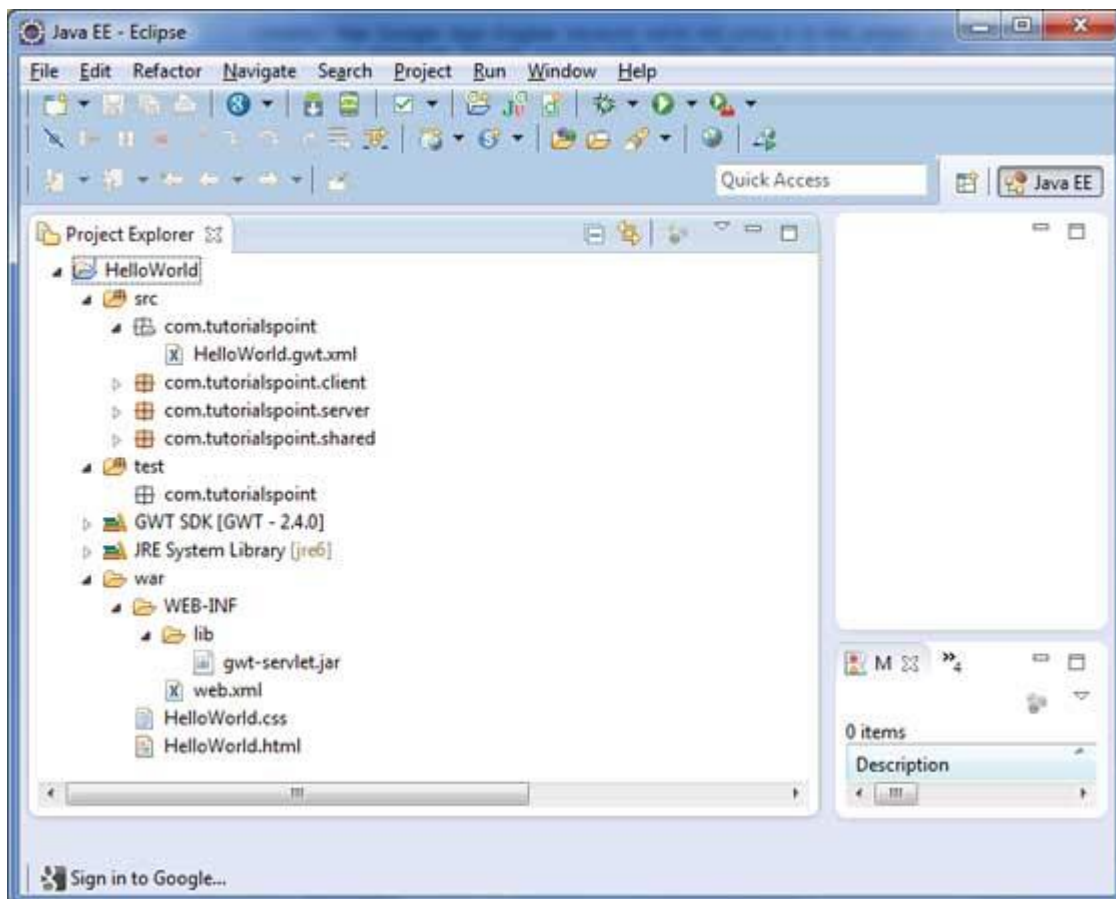 Java EE - Eclipse
File Edit Refactor Navigate Search Project Run Window Help
Quick Access
Java EE
Project Explorer
HelloWorld
src
com.tutorialspoint
HelloWorld.gwt.xml
com.tutorialspoint.client
com.tutorialspoint.server
com.tutorialspoint.shared
test
com.tutorialspoint
GWT SDK [GWT - 2.4.0]
JRE System Library [jre6]
war
WEB-INF
lib
gwt-servlet.jar
web.xml
HelloWorld.css
HelloWorld.html
M
4
0 items
Description
Sign in to Google...